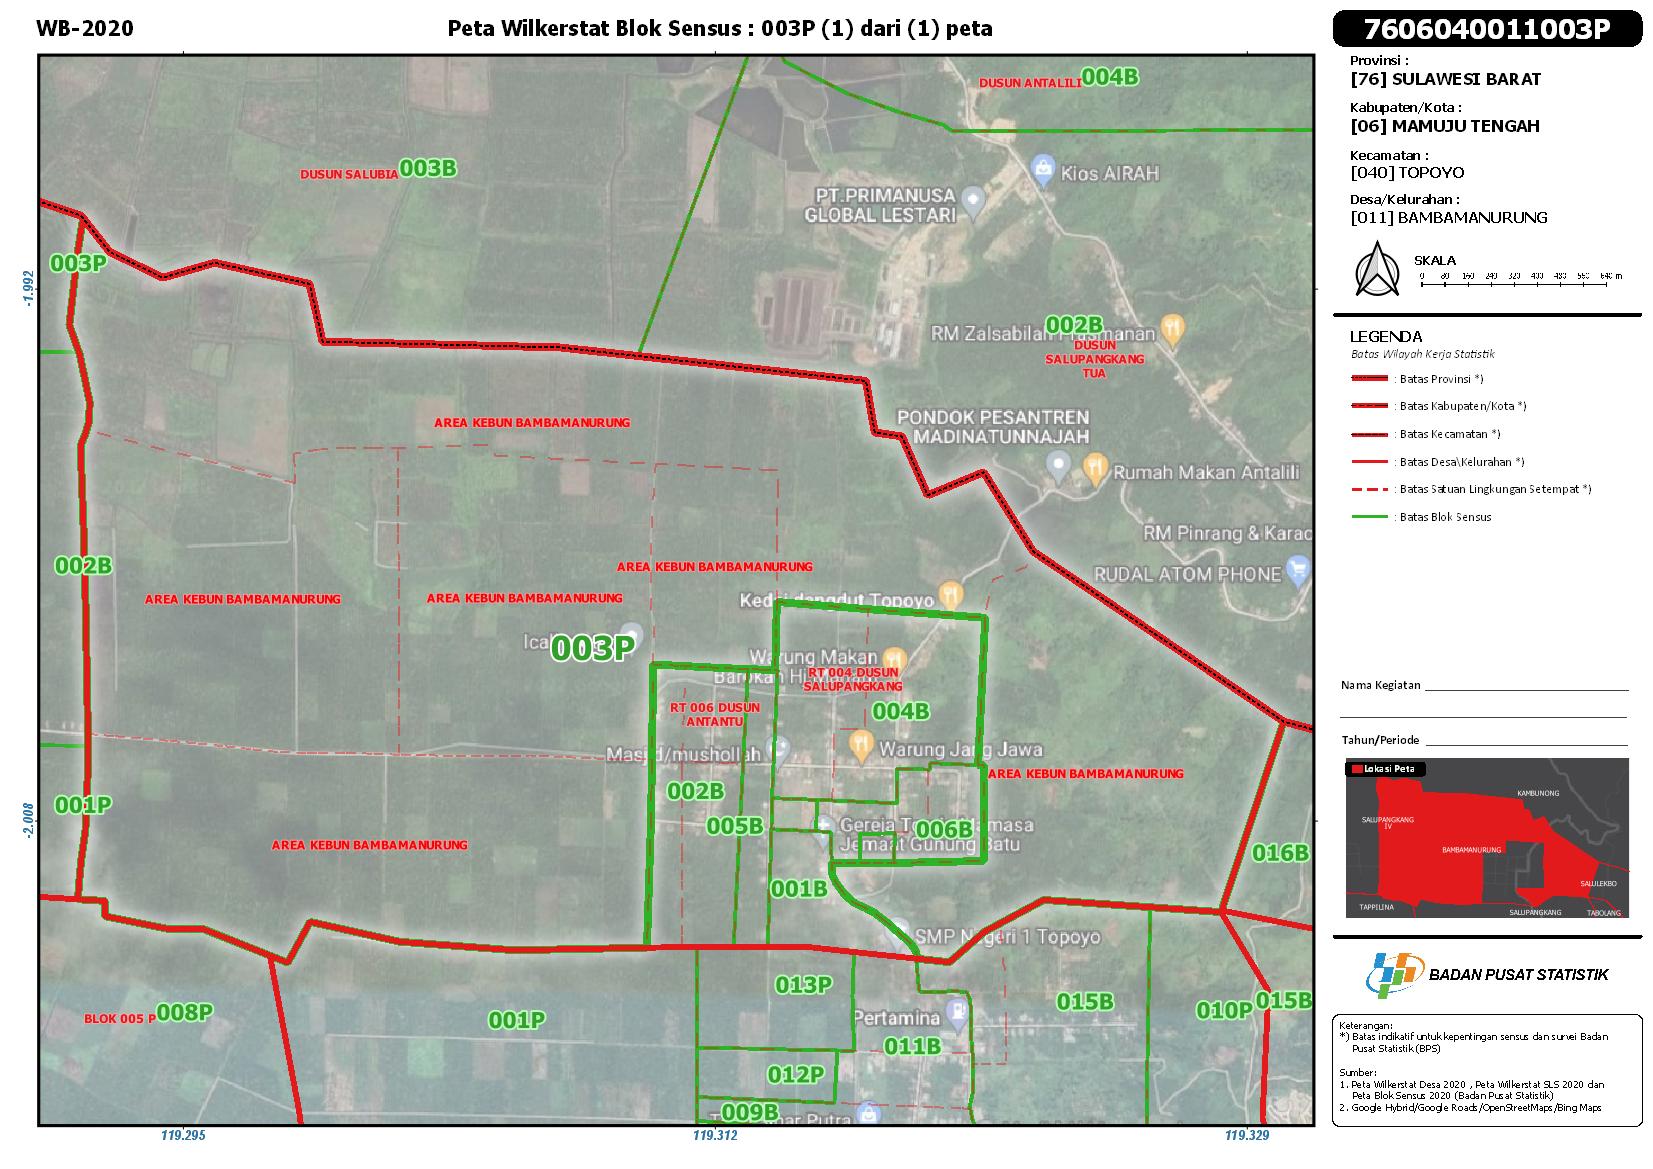 WB-2020
Peta Wilkerstat Blok Sensus : 003P (1) dari (1) peta
7606040011003P
Provinsi :
[76] SULAWESI BARAT
Kabupaten/Kota :
[06] MAMUJU TENGAH
Kecamatan :
[040] TOPOYO
Desa/Kelurahan :
[011] BAMBAMANURUNG
SKALA
0 80 160 240 320 400 480 560 640 m
LEGENDA
Batas Wilayah Kerja Statistik
: Batas Provinsi *)
: Batas Kabupaten/Kota *)
: Batas Kecamatan *)
: Batas Desa\Kelurahan *)
: Batas Satuan Lingkungan Setempat *)
: Batas Blok Sensus
Nama Kegiatan
Tahun/Periode
Lokasi Peta
KAMBUNONG
SALUPANGKANG
IV
BAMBAMANURUNG
SALULEKBO
TAPPILINA
SALUPANGKANG
TABOLANG
BADAN PUSAT STATISTIK
Keterangan:
*) Batas indikatif untuk kepentingan sensus dan survei Badan
Pusat Statistik (BPS)
Sumber:
1. Peta Wilkerstat Desa 2020 , Peta Wilkerstat SLS 2020 dan
Peta Blok Sensus 2020 (Badan Pusat Statistik)
2. Google Hybrid/Google Roads/OpenStreetMaps/Bing Maps
DUSUN ANTALILI 004B
DUSUN SALUBIA 003B
Kios AIRAH
PT.PRIMANUSA
GLOBAL LESTARI
003P
-1.992
002B
RM Zalsabilah
DUSUN
SALUPANGKANG
TUA
AREA KEBUN BAMBAMANURUNG
PONDOK PESANTREN
MADINATUNNAJAH
Rumah Makan Antalili
RM Pinrang & Karac
002B
AREA KEBUN BAMBAMANURUNG
RUDAL ATOM PHONE
AREA KEBUN BAMBAMANURUNG
AREA KEBUN BAMBAMANURUNG
Kedai dangdut Topoyo
003P
Warung Makan
RT 004 DUSUN
SALUPANGKANG
RT 006 DUSUN
ANTANTU
004B
Masjid/mushollah
Warung Jang Jawa
AREA KEBUN BAMBAMANURUNG
002B
001P
-2.008
005B
Gereja
006B
Jemaat Gunung Batu
AREA KEBUN BAMBAMANURUNG
016B
001B
SMP Negeri 1 Topoyo
013P
015B
010P
015B
BLOK 005 P 008P
001P
Pertamina
011B
012P
009B
Putra
119.295
119.312
119.329